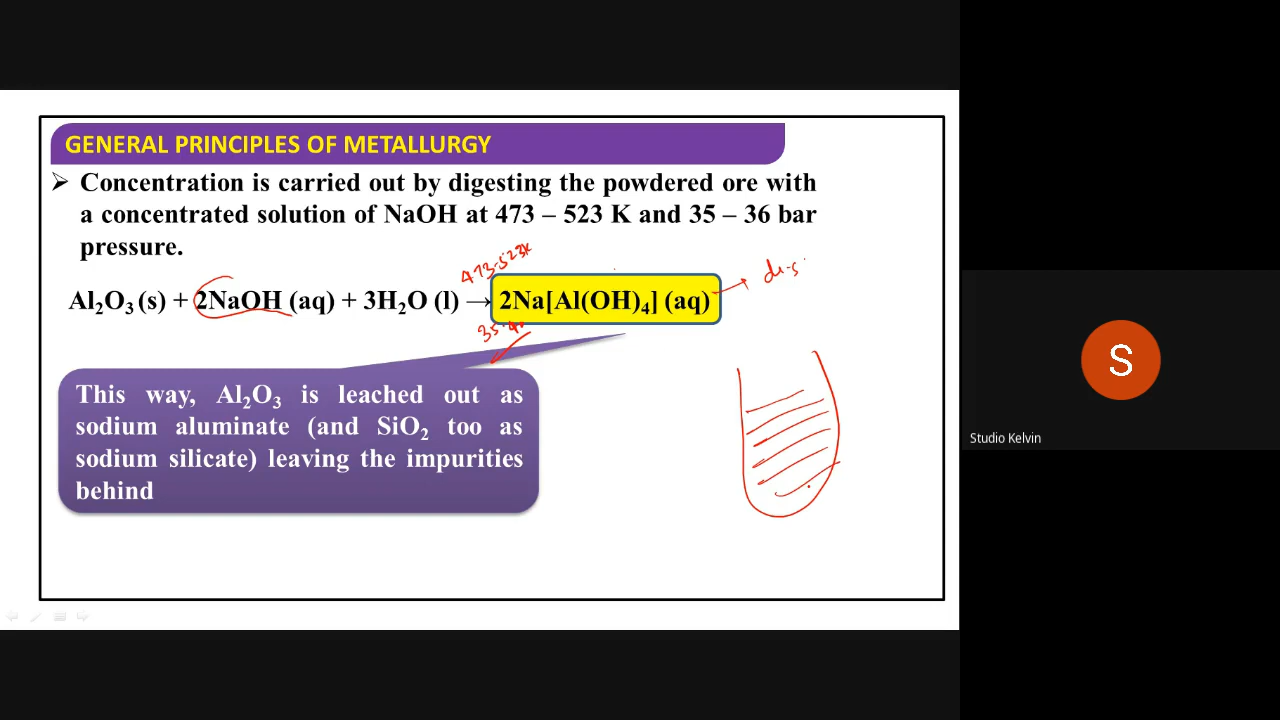 GENERAL PRINCIPLES OF METALLURGY
➢ Concentration is carried out by digesting the powdered ore with
a concentrated solution of NaOH at 473 – 523 K and 35 – 36 bar
pressure.
473-523K
Al₂O₃ (s) + 2NaOH (aq) + 3H₂O (l) → 2Na[Al(OH)₄] (aq)
This way, Al₂O₃ is leached out as
sodium aluminate (and SiO₂ too as
sodium silicate) leaving the impurities
behind
S
Studio Kelvin